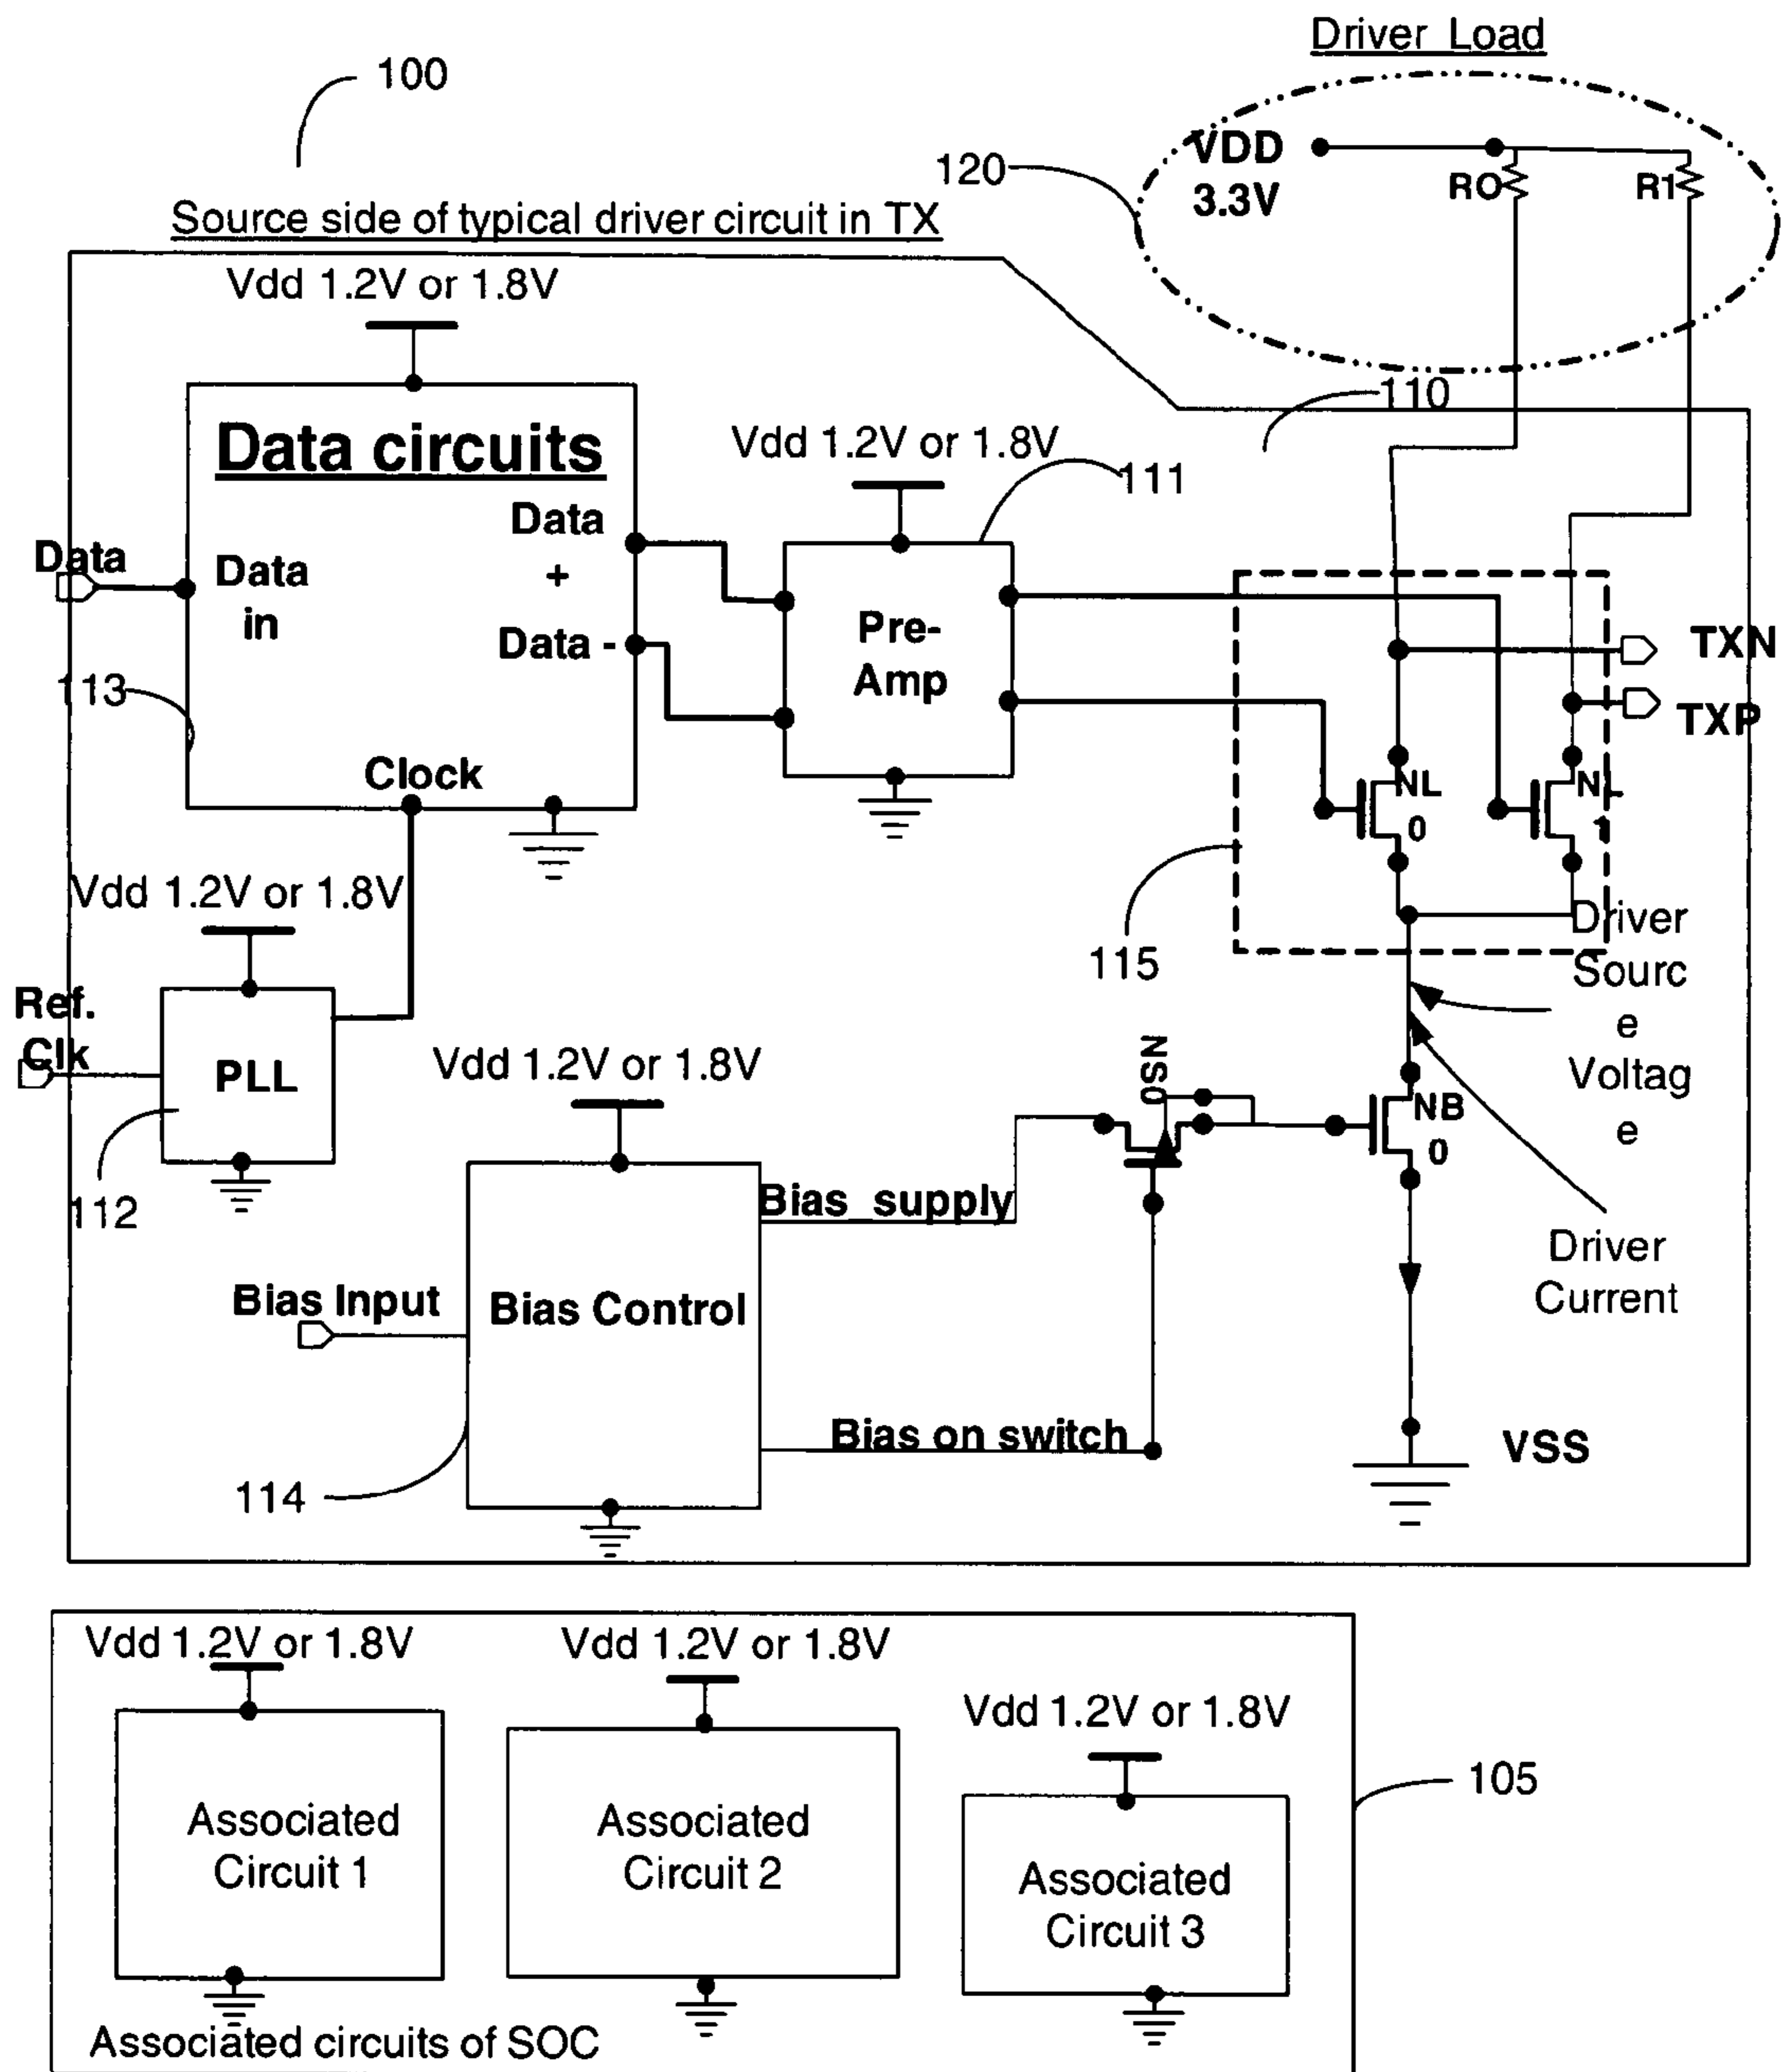 Driver Load
100
VDD
3.3V
RO
R1
120
Source side of typical driver circuit in TX
Vdd 1.2V or 1.8V
110
Data circuits
Vdd 1.2V or 1.8V
111
Data
+
Data
Data
in
Data -
Pre-
Amp
TXN
TXP
113
Clock
NL
0
NL
1
Vdd 1.2V or 1.8V
115
Driver
Sourc
e
Voltag
e
Ref.
Clk
PLL
Vdd 1.2V or 1.8V
NS0
NB
0
112
Bias_supply
Driver
Current
Bias Input
Bias Control
Bias on switch
VSS
114
Vdd 1.2V or 1.8V
Vdd 1.2V or 1.8V
Vdd 1.2V or 1.8V
105
Associated
Circuit 1
Associated
Circuit 2
Associated
Circuit 3
Associated circuits of SOC